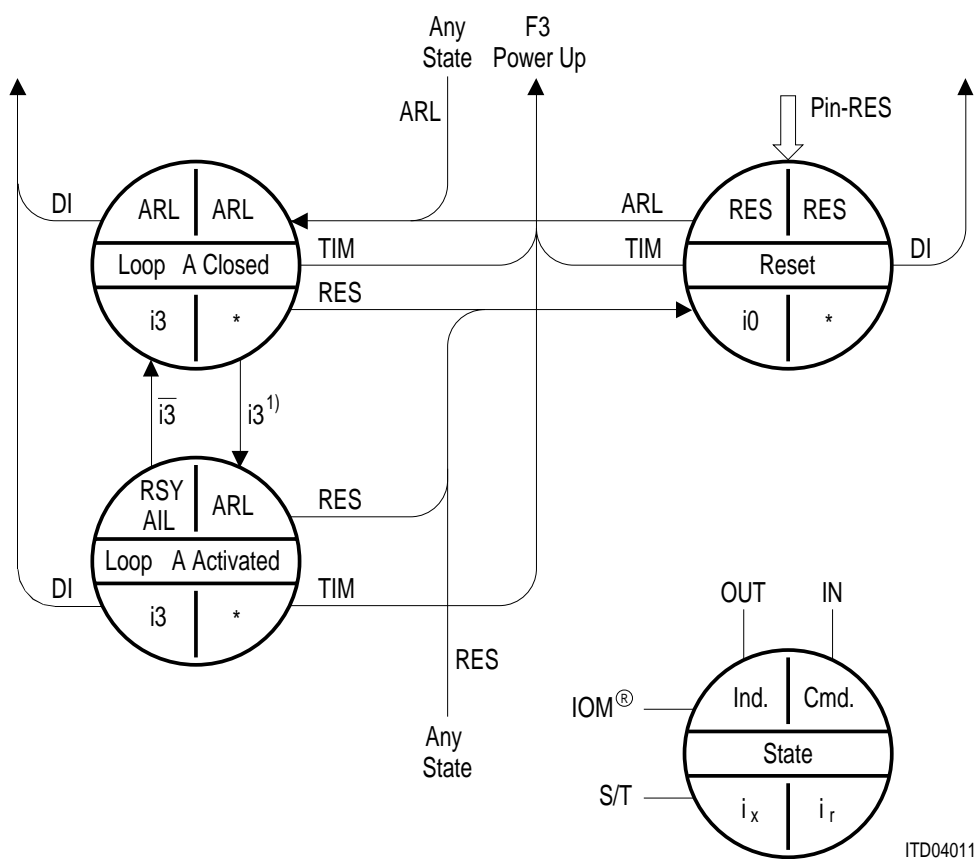 Any
State
F3
Power Up
ARL
Pin-RES
DI
ARL
ARL
ARL
RES
RES
Loop A Closed
TIM
TIM
Reset
DI
RES
i3
*
i0
*
i3
i3 1)
RSY
AIL
ARL
RES
Loop A Activated
DI
TIM
i3
*
OUT
IN
RES
IOM®
Ind.
Cmd.
Any
State
State
S/T
i x
i r
ITD04011